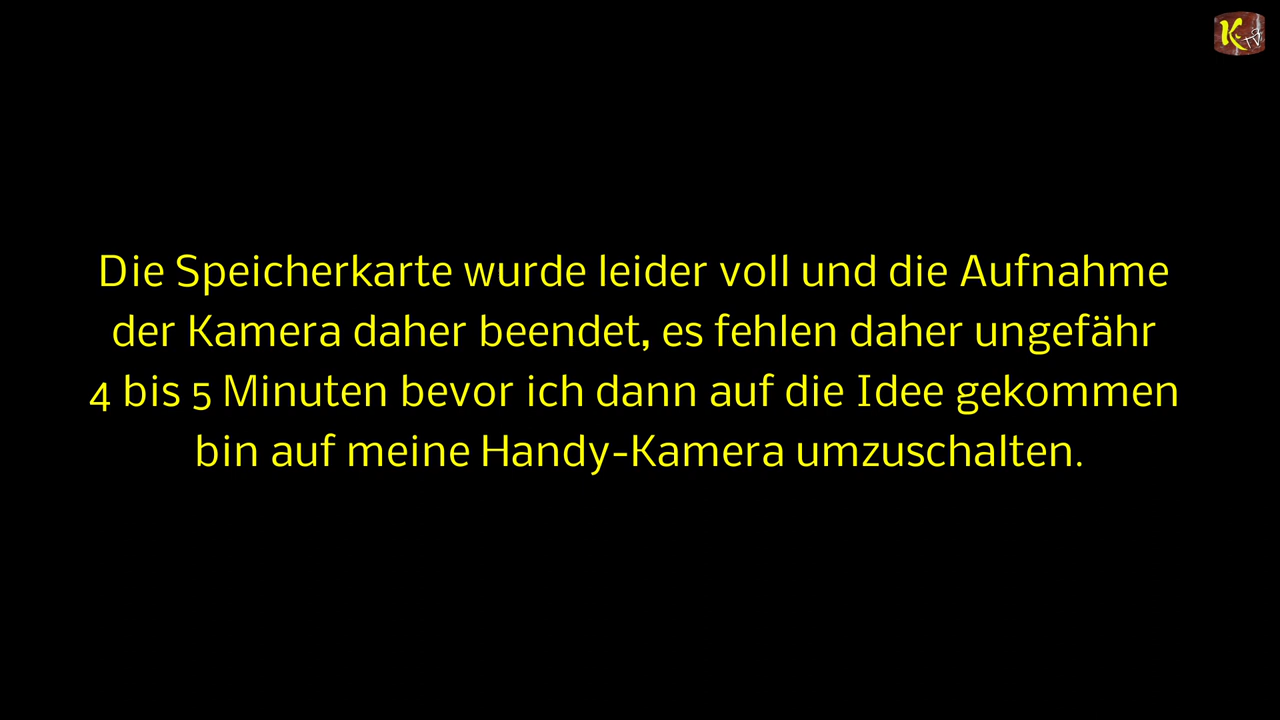 K
TV
Die Speicherkarte wurde leider voll und die Aufnahme
der Kamera daher beendet, es fehlen daher ungefähr
4 bis 5 Minuten bevor ich dann auf die Idee gekommen
bin auf meine Handy-Kamera umzuschalten.